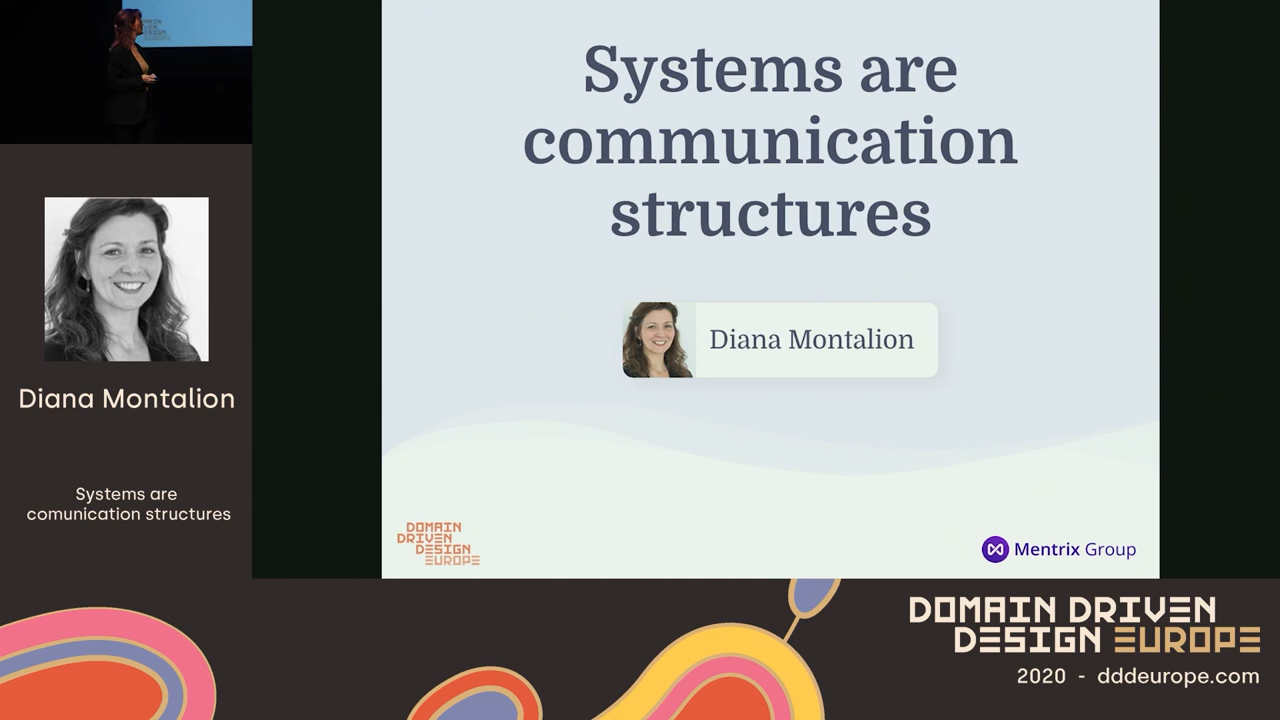 Systems are
communication
structures
Diana Montalion
DOMAIN
DRIVEN
DESIGN
EUROPE
Mentrix Group
Diana Montalion
Systems are
comunication structures
DOMAIN DRIVEN
DESIGN EUROPE
2020 - dddeurope.com